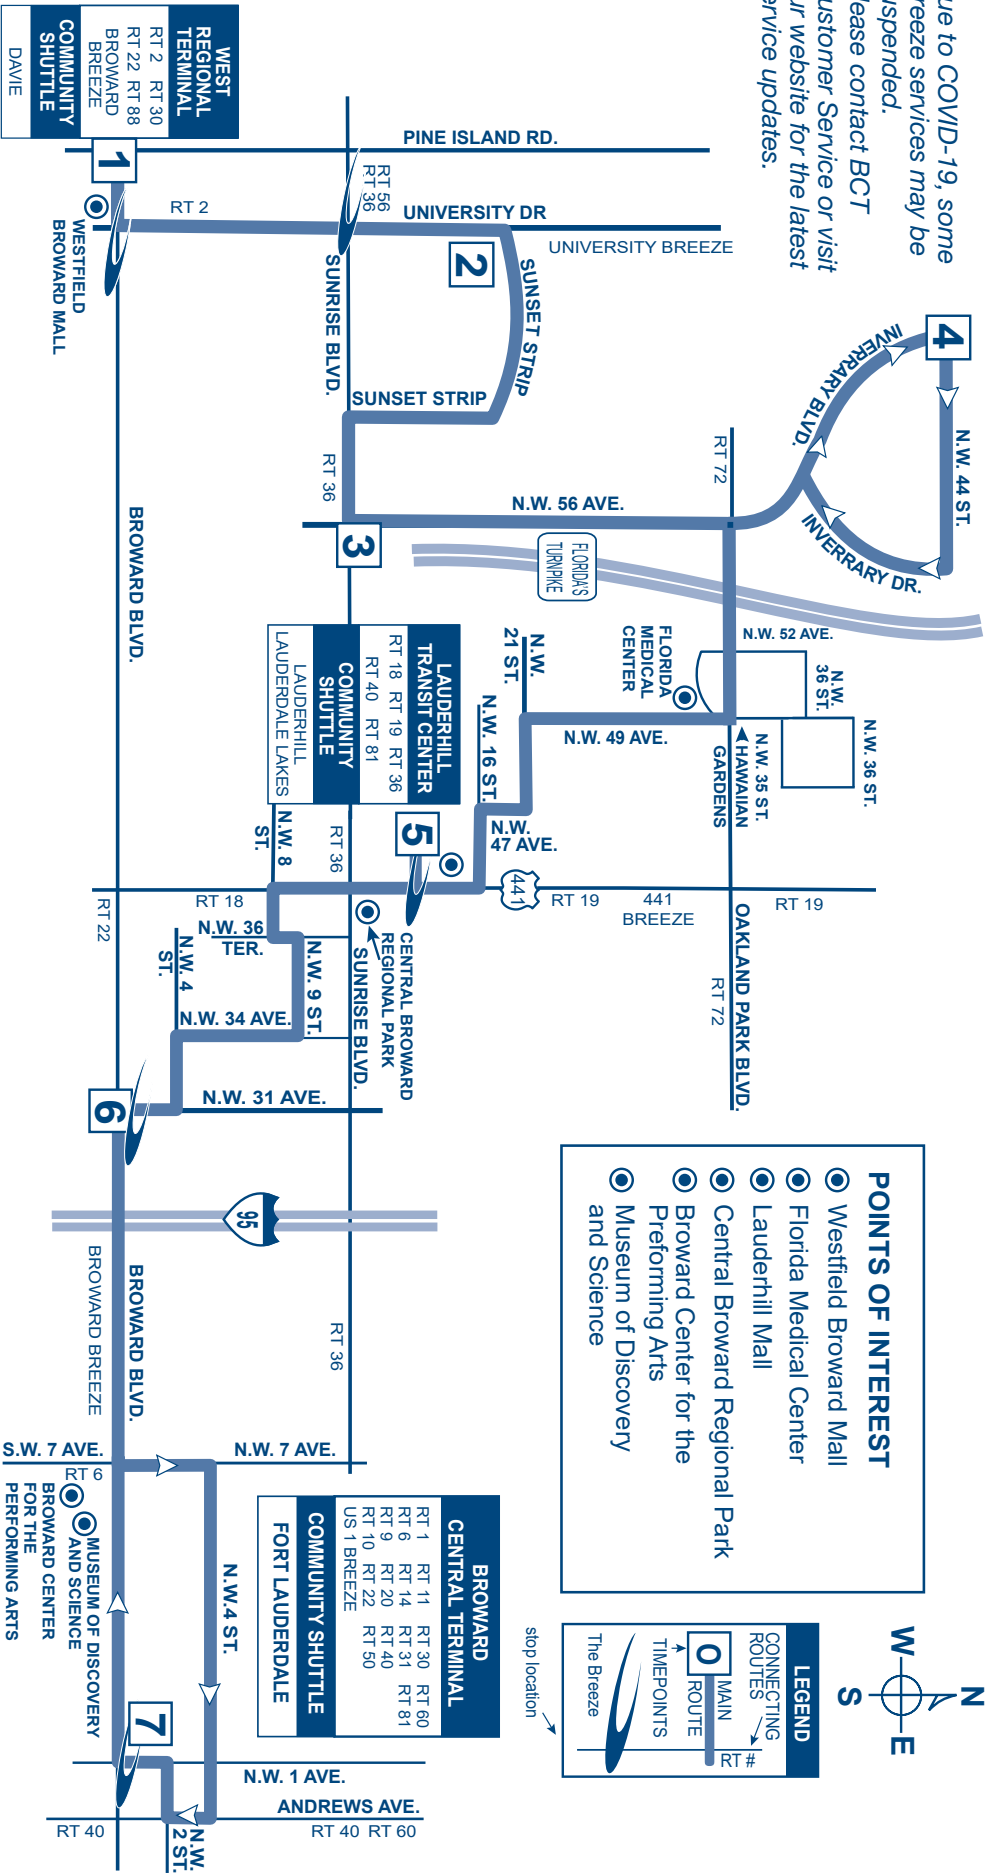 ue to COVID-19, some
reeze services may be
uspended.
lease contact BCT
ustomer Service or visit
ur website for the latest
ervice updates.
WEST
REGIONAL
TERMINAL
RT 2 RT 30
RT 22 RT 88
BROWARD
BREEZE
COMMUNITY
SHUTTLE
DAVIE
1
WESTFIELD
BROWARD MALL
PINE ISLAND RD.
RT 2
RT 56
RT 36
UNIVERSITY DR
UNIVERSITY BREEZE
2
SUNSET STRIP
SUNRISE BLVD.
SUNSET STRIP
RT 36
4
N.W. 44 ST.
INVERRARY BLVD.
INVERRARY DR.
RT 72
N.W. 56 AVE.
3
FLORIDA'S
TURNPIKE
BROWARD BLVD.
N.W. 52 AVE.
N.W.
36 ST.
N.W. 36 ST.
N.W. 35 ST.
HAWAIIAN
GARDENS
FLORIDA
MEDICAL
CENTER
N.W. 49 AVE.
N.W.
21 ST.
N.W. 16 ST.
N.W.
47 AVE.
LAUDERHILL
TRANSIT CENTER
RT 18 RT 19 RT 36
RT 40 RT 81
COMMUNITY
SHUTTLE
LAUDERHILL
LAUDERDALE LAKES
5
N.W. 8
ST.
RT 36
441
RT 19
441
BREEZE
RT 19
RT 18
RT 22
OAKLAND PARK BLVD.
RT 72
CENTRAL BROWARD
REGIONAL PARK
SUNRISE BLVD.
N.W. 36
TER.
N.W. 9 ST.
N.W. 4
ST.
N.W. 34 AVE.
N.W. 31 AVE.
6
95
BROWARD BLVD.
BROWARD BREEZE
RT 36
POINTS OF INTEREST
Westfield Broward Mall
Florida Medical Center
Lauderhill Mall
Central Broward Regional Park
Broward Center for the
Preforming Arts
Museum of Discovery
and Science
S.W. 7 AVE.
N.W. 7 AVE.
RT 6
MUSEUM OF DISCOVERY
AND SCIENCE
BROWARD CENTER
FOR THE
PERFORMING ARTS
N.W.4 ST.
BROWARD
CENTRAL TERMINAL
RT 1 RT 11 RT 30 RT 60
RT 6 RT 14 RT 31 RT 81
RT 9 RT 20 RT 40
RT 10 RT 22 RT 50
US 1 BREEZE
COMMUNITY SHUTTLE
FORT LAUDERDALE
7
N.W. 1 AVE.
ANDREWS AVE.
RT 40
RT 40 RT 60
N.W.
2 ST.
N
W
E
S
LEGEND
CONNECTING
ROUTES
RT #
0
MAIN
ROUTE
TIMEPOINTS
The Breeze
stop location